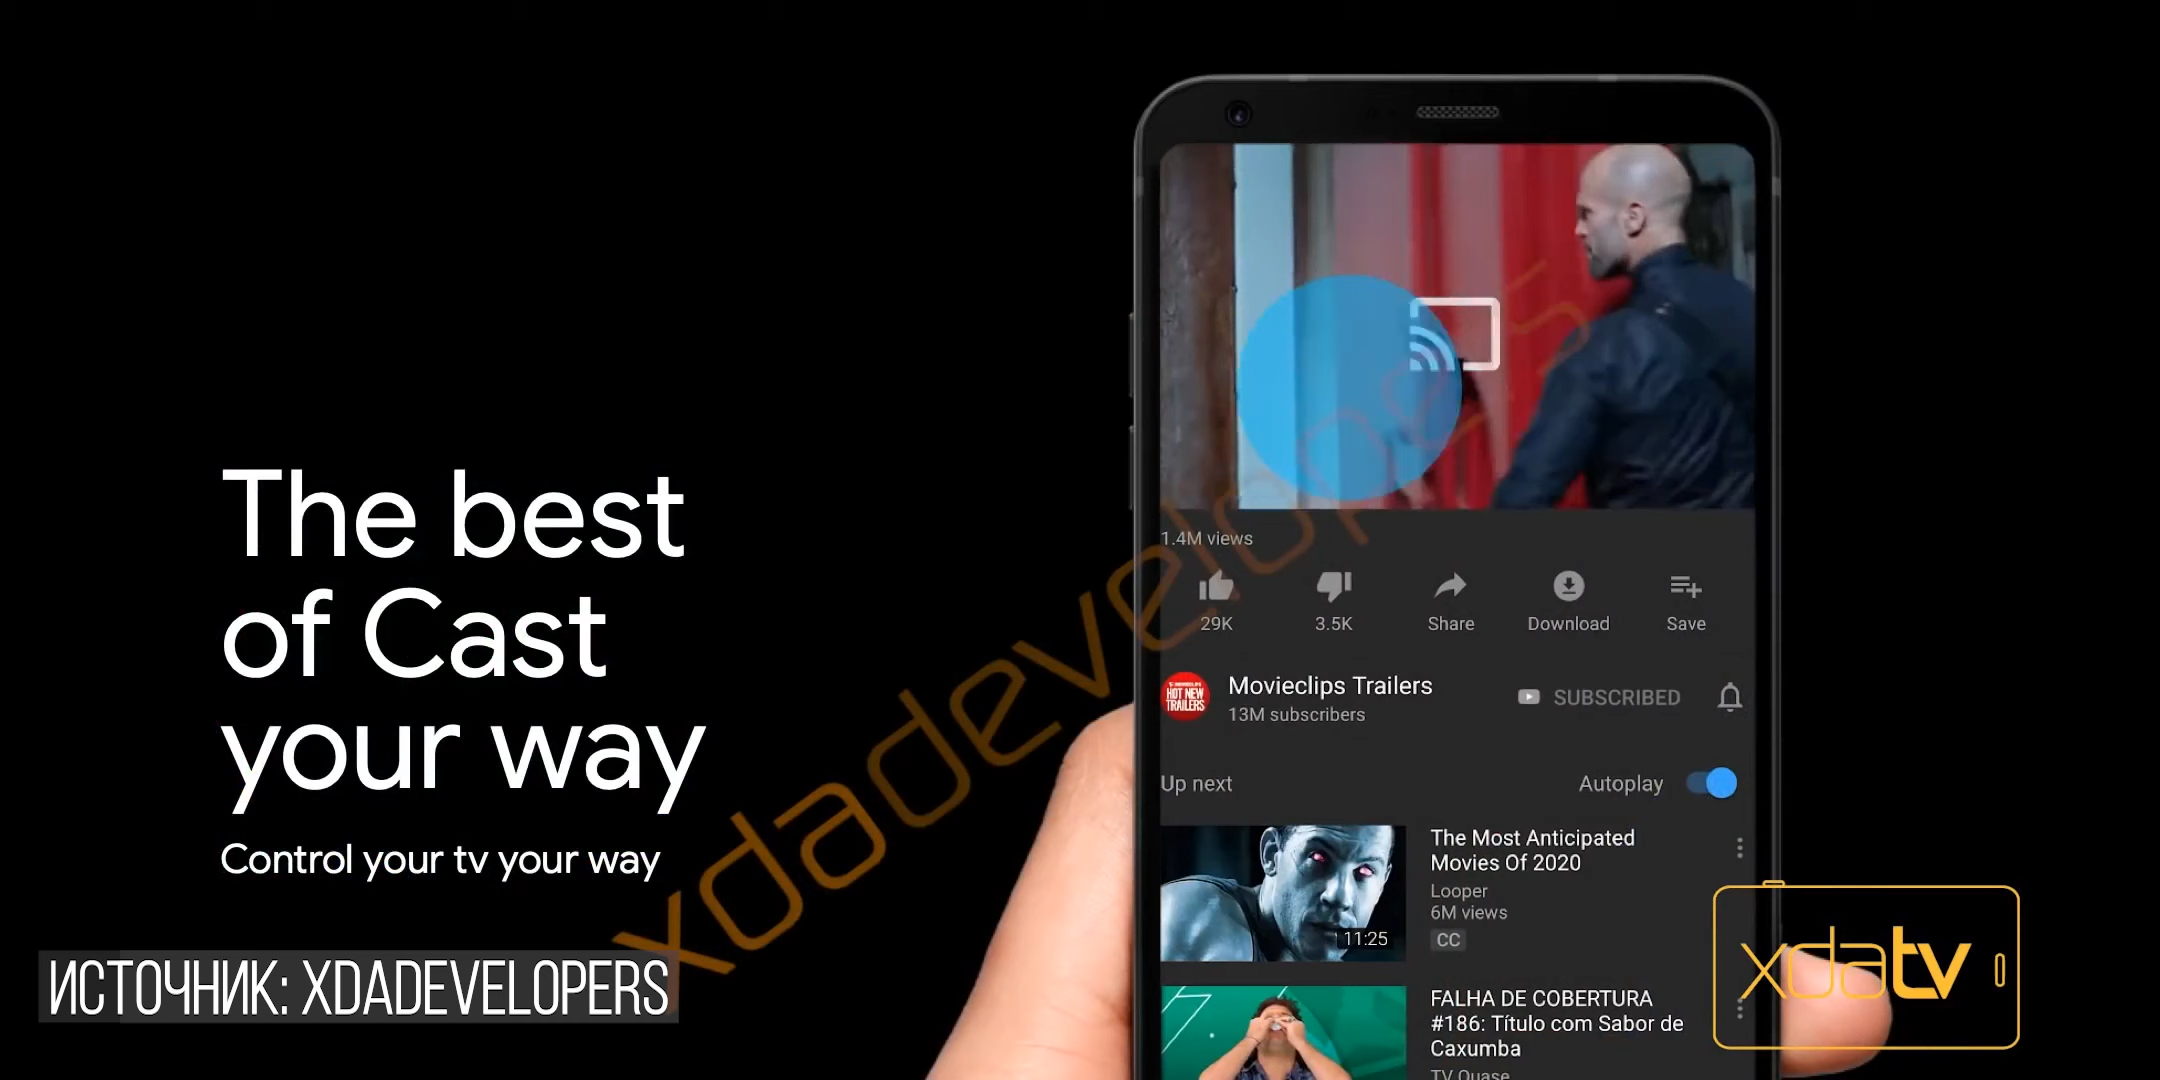 The best
of Cast
your way
Control your tv your way
ИСТОЧНИК: XDADEVELOPERS
xdadevelopers
1.4M views
29K
3.5K
Share
Download
Save
HOT NEW
TRAILERS
Movieclips Trailers
13M subscribers
SUBSCRIBED
Up next
Autoplay
11:25
The Most Anticipated
Movies Of 2020
Looper
6M views
CC
FALHA DE COBERTURA
#186: Título com Sabor de
Caxumba
TV Quase
xdatv